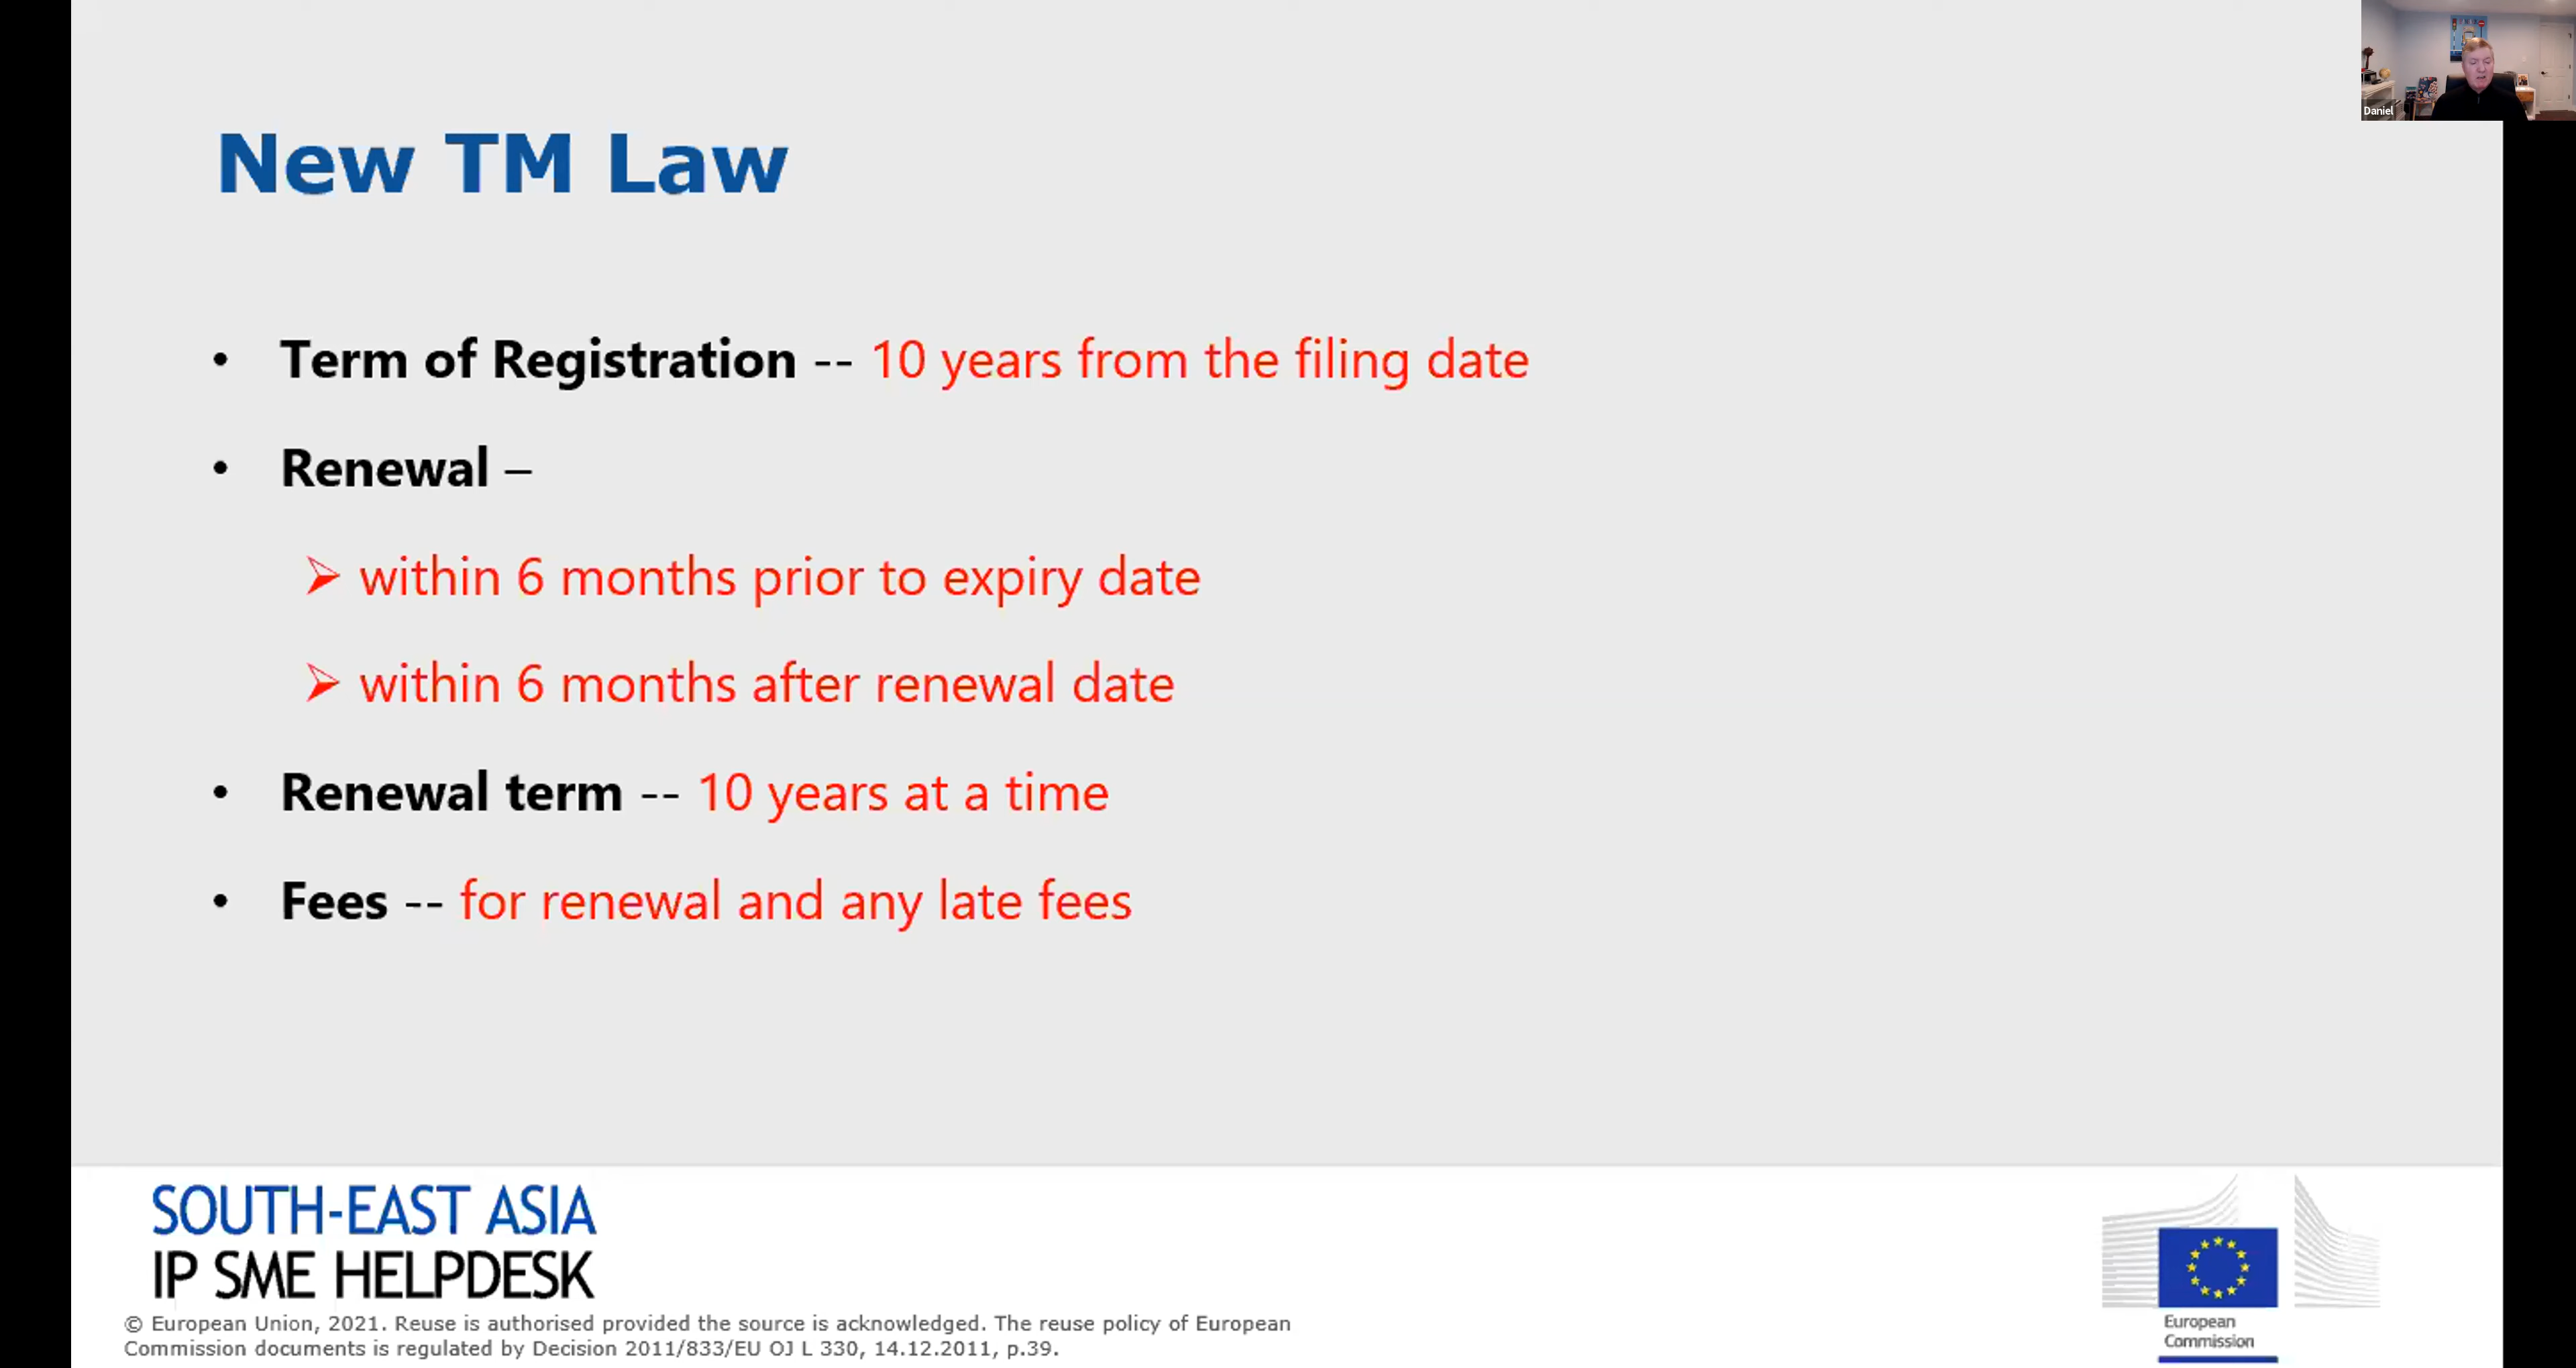 Daniel
New TM Law
• Term of Registration -- 10 years from the filing date
• Renewal –
➢ within 6 months prior to expiry date
➢ within 6 months after renewal date
• Renewal term -- 10 years at a time
• Fees -- for renewal and any late fees
SOUTH-EAST ASIA
IP SME HELPDESK
© European Union, 2021. Reuse is authorised provided the source is acknowledged. The reuse policy of European
Commission documents is regulated by Decision 2011/833/EU OJ L 330, 14.12.2011, p.39.
European
Commission